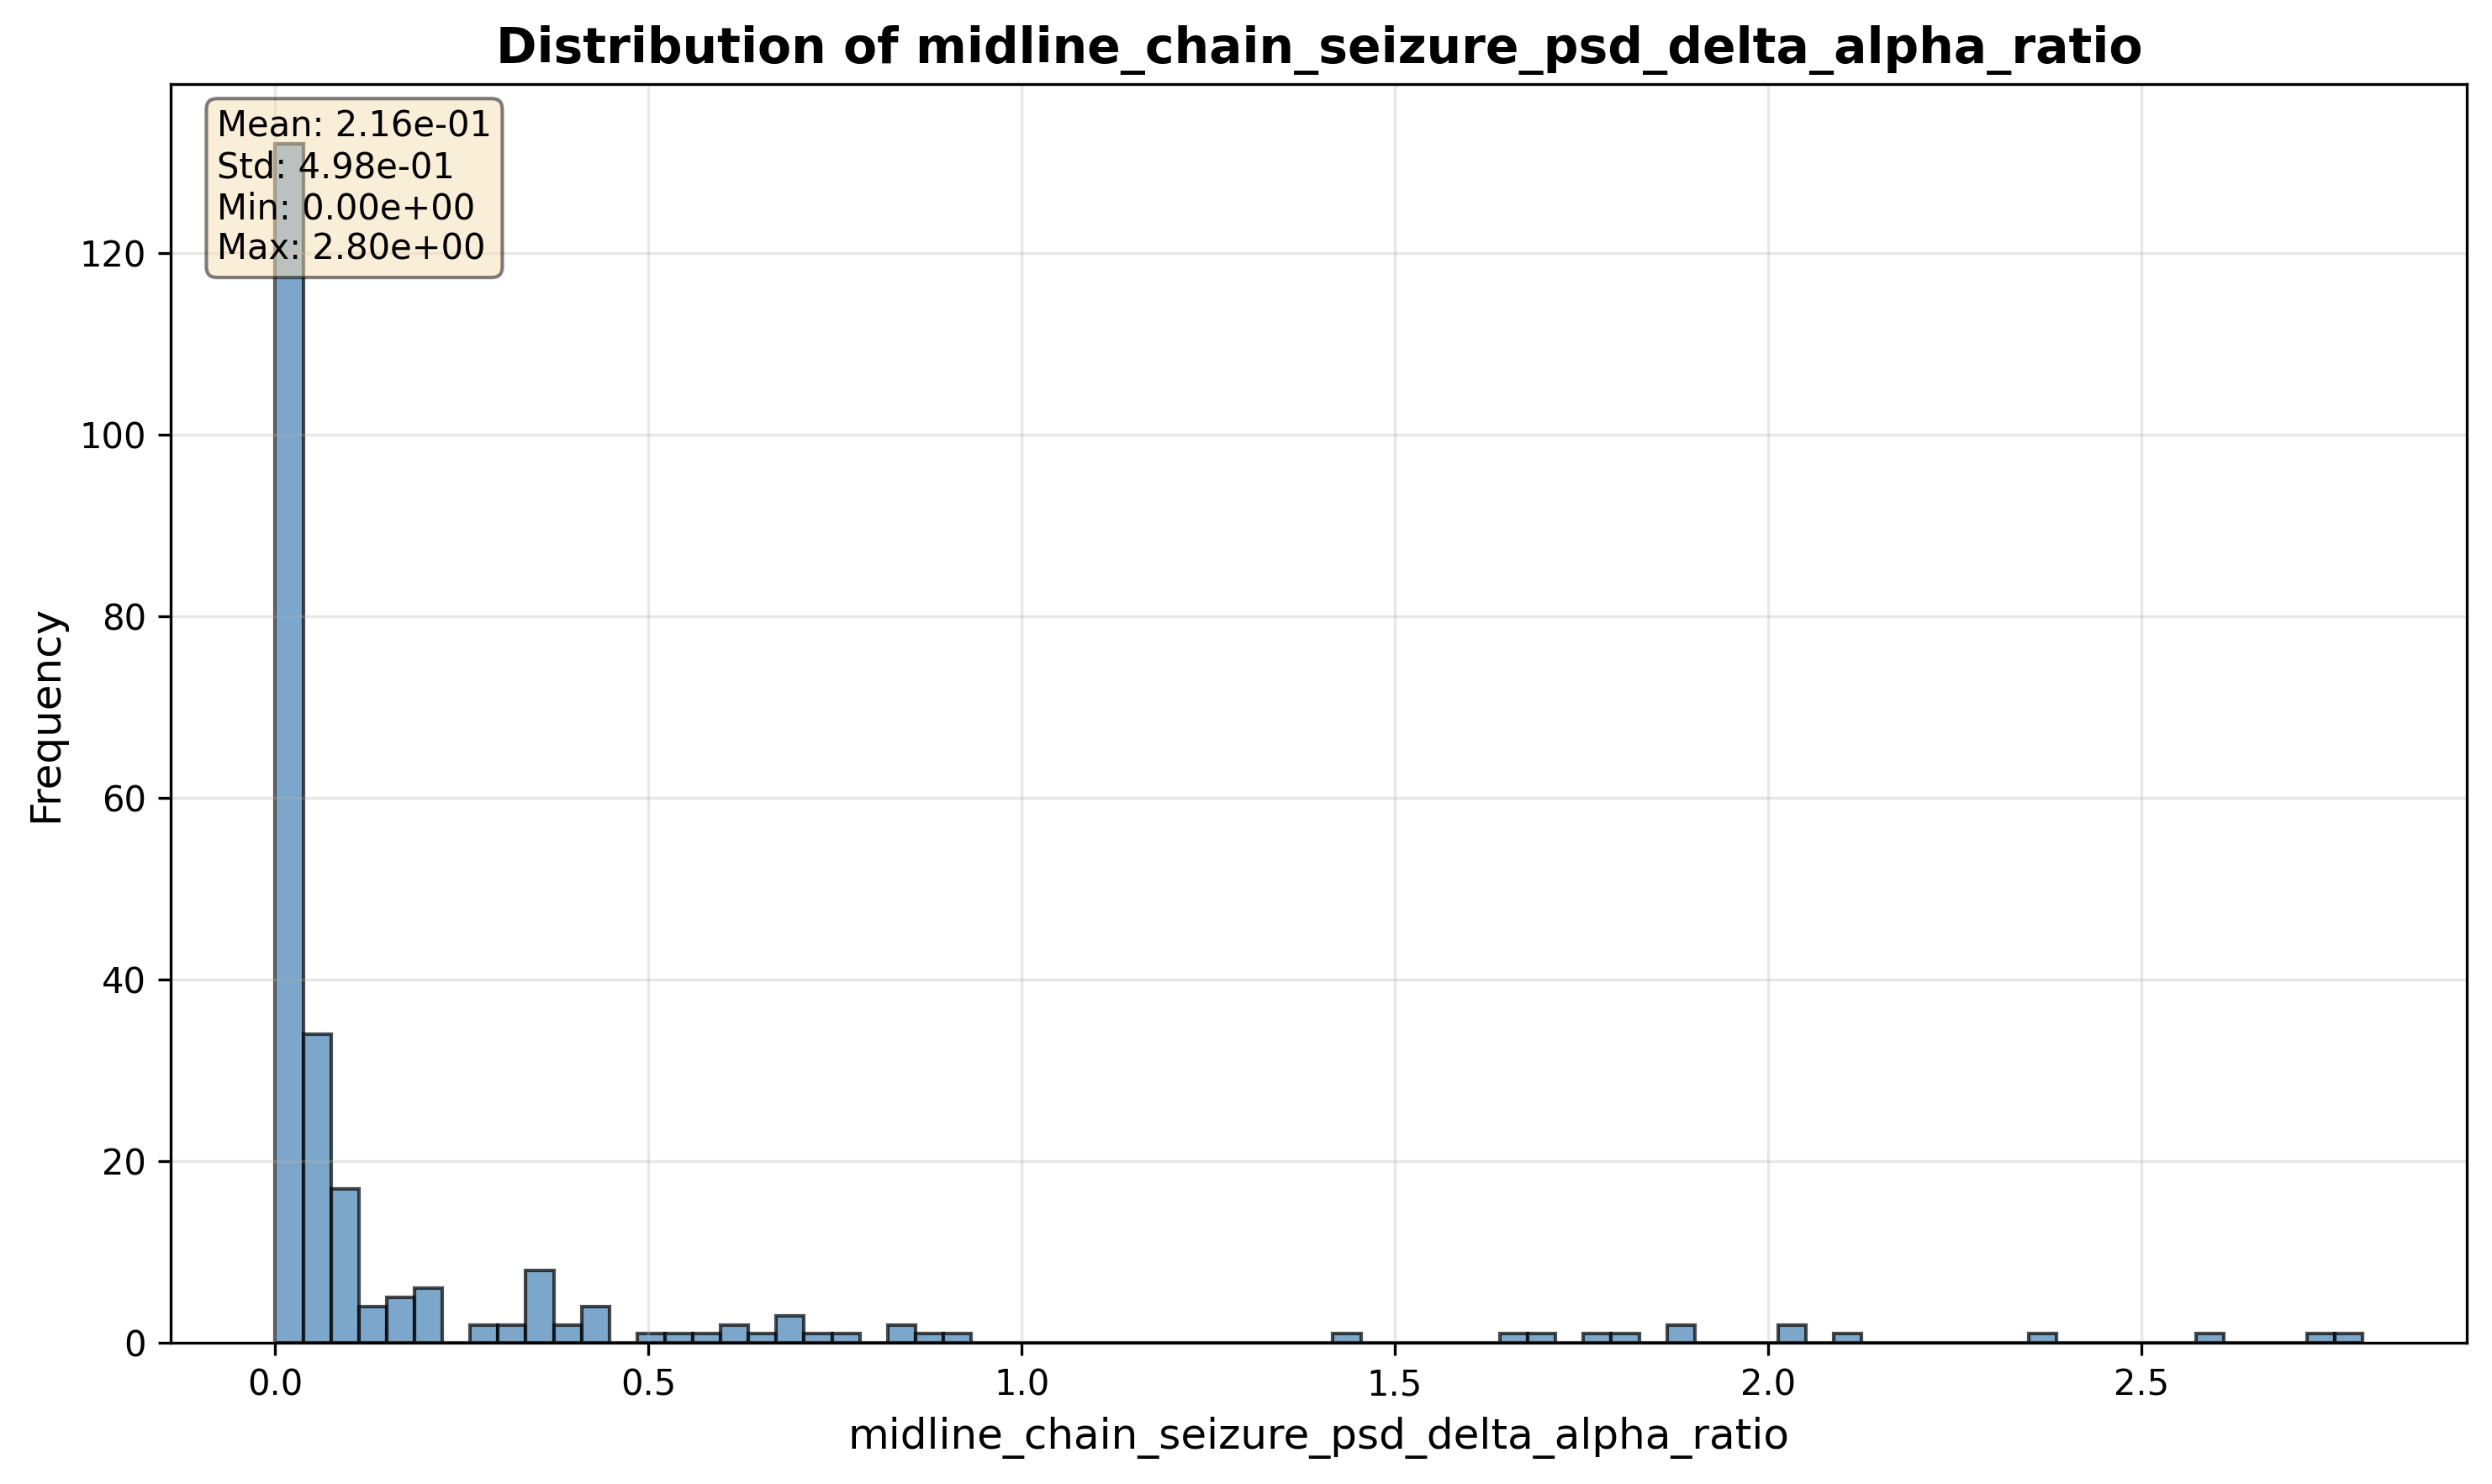 Distribution of midline_chain_seizure_psd_delta_alpha_ratio
Mean: 2.16e-01
Std: 4.98e-01
Min: 0.00e+00
Max: 2.80e+00
120
100
80
60
40
20
0
Frequency
0.0 0.5 1.0 1.5 2.0 2.5
midline_chain_seizure_psd_delta_alpha_ratio